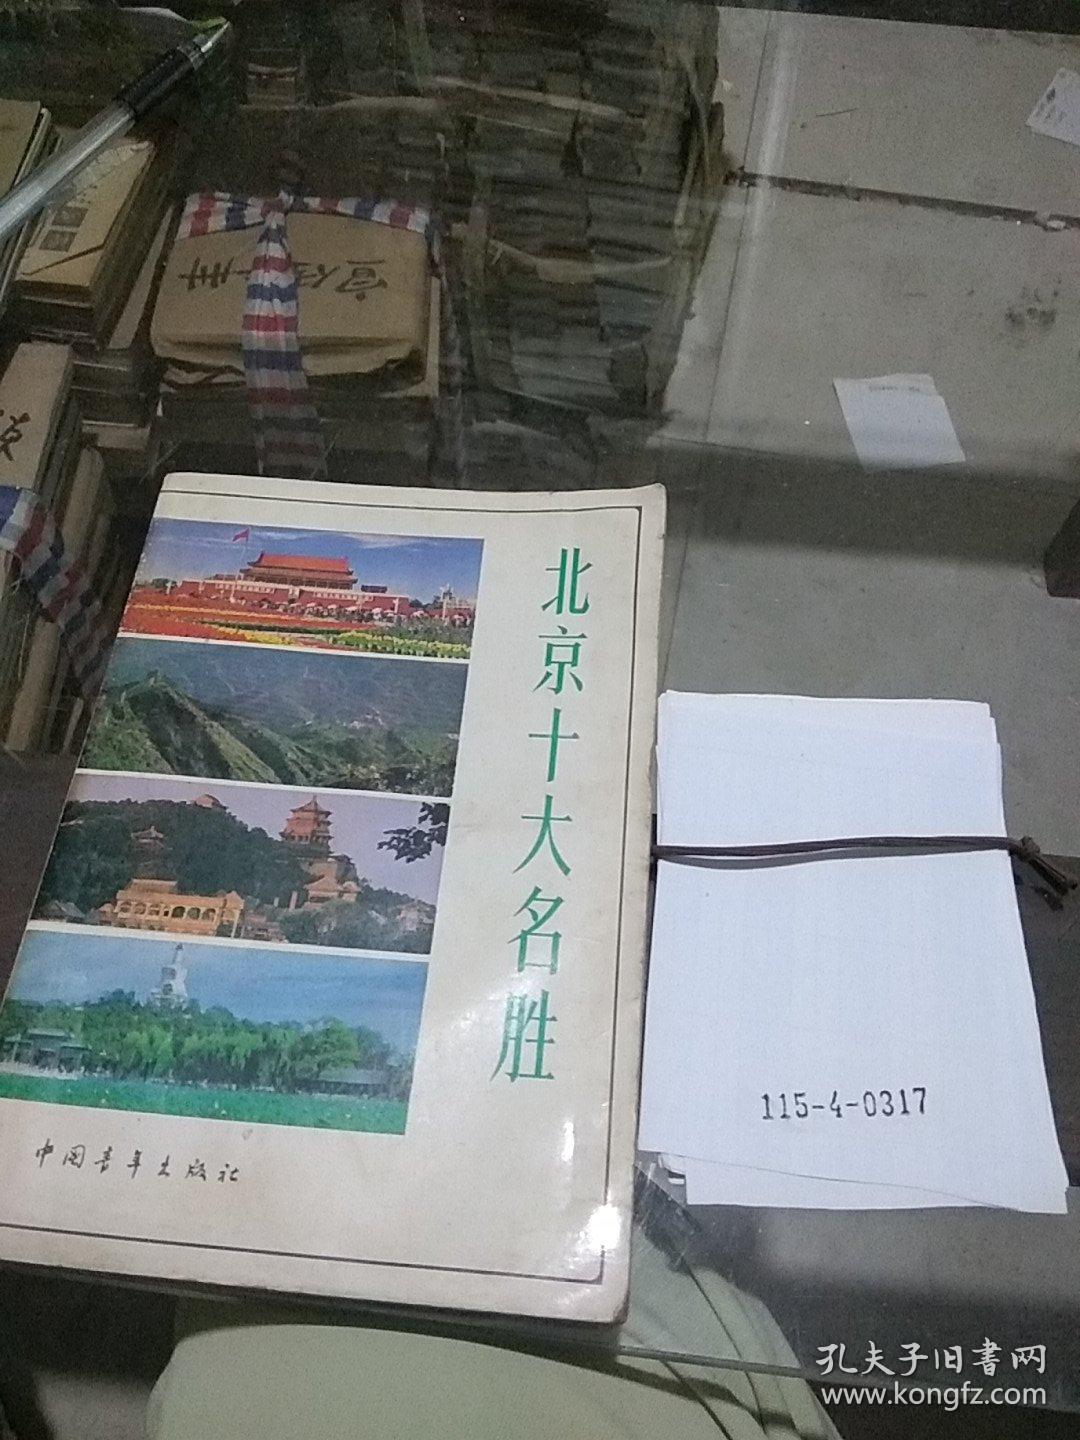 北京十大名胜
中国青年出版社
115-4-0317
孔夫子旧书网
www.kongfz.com